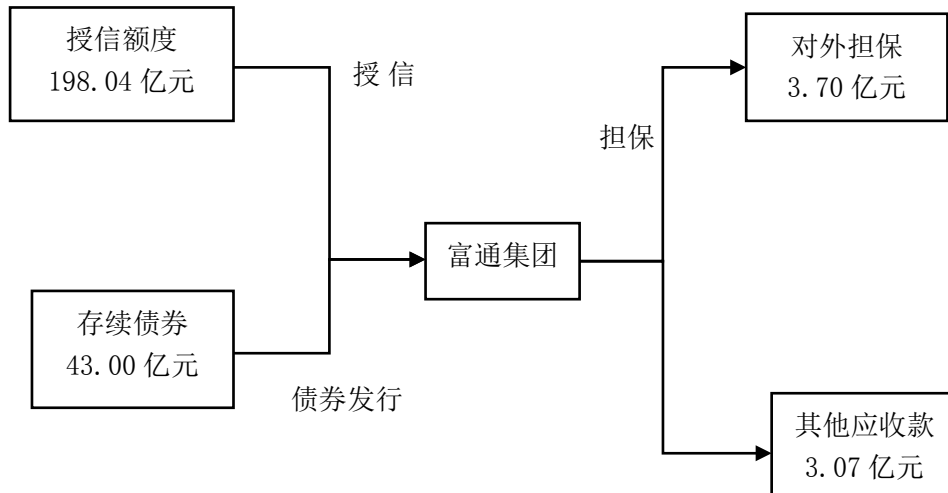 授信额度
198.04 亿元
授 信
对外担保
3.70 亿元
担保
富通集团
存续债券
43.00 亿元
债券发行
其他应收款
3.07 亿元